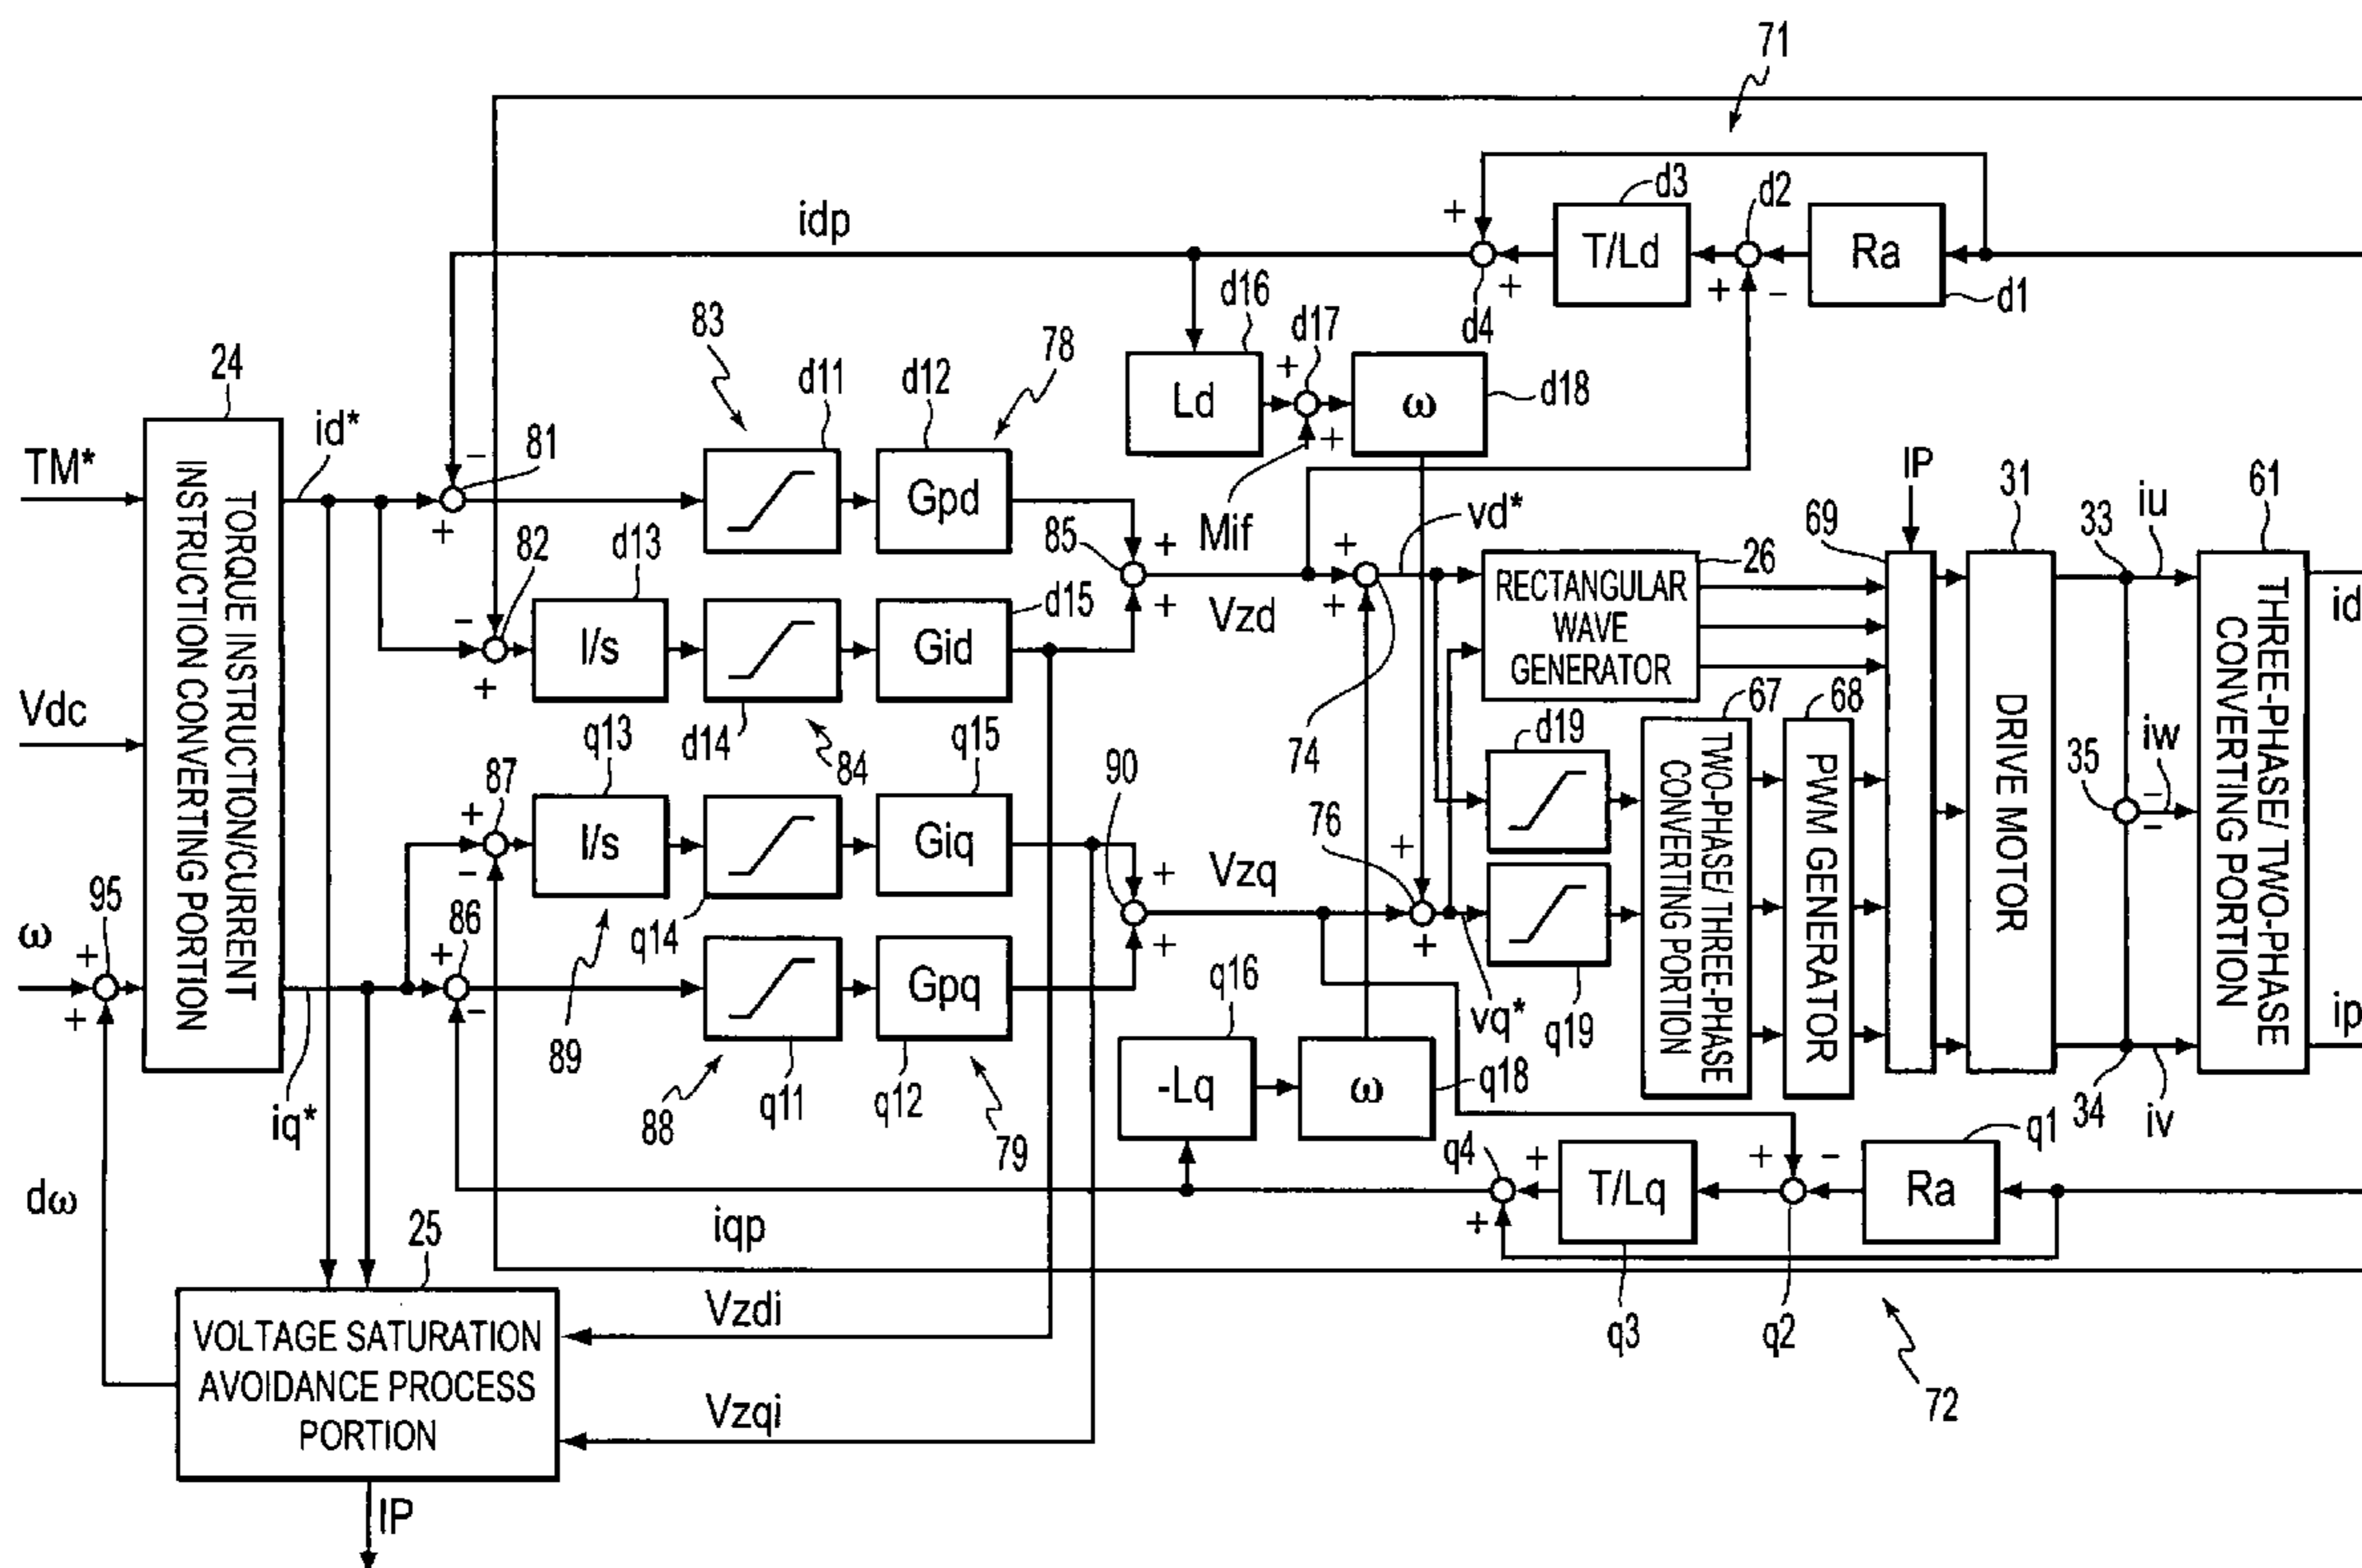 71
d3
d2
idp
+
T/Ld
Ra
+
+
-
d1
d4
d16
d17
83
78
24
d11
d12
+
Ld
ω
d18
id*
81
TM*
-
Gpd
+
IP
Mif
vd*
85
+
+
69
31
33
iu
61
82
d13
d15
+
RECTANGULAR
WAVE
GENERATOR
26
-
I/s
Gid
+
Vzd
+
id
+
TORQUE INSTRUCTION/CURRENT
INSTRUCTION CONVERTING PORTION
Vdc
q13
d14
84
q15
74
d19
67
68
DRIVE MOTOR
THREE-PHASE/ TWO-PHASE
CONVERTING PORTION
87
90
76
TWO-PHASE/ THREE-PHASE
CONVERTING PORTION
PWM GENERATOR
35
iw
-
-
+
I/s
Giq
+
-
Vzq
+
95
86
q14
+
ω
+
+
Gpq
+
+
-
vq*
q19
ip
89
q16
88
q11
q12
79
-Lq
ω
q18
34
iv
iq*
q4
q1
dω
+
T/Lq
+
-
Ra
+
25
iqp
Vzdi
q3
q2
VOLTAGE SATURATION
AVOIDANCE PROCESS
PORTION
72
Vzqi
IP